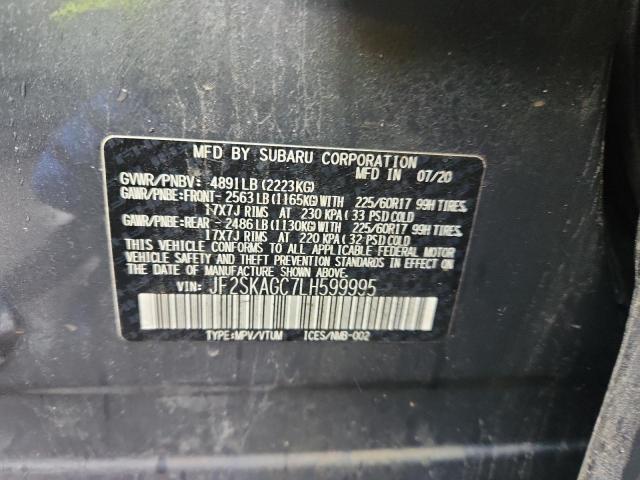 MFD BY SUBARU CORPORATION
MFD IN 07/20
GVWR/PNBV: 4891LB (2223KG)
GAWR/PNBE:FRONT- 2563LB(1165KG)WITH 225/60R17 99H TIRES,
17X7J RIMS AT 230 KPA( 33 PSI)COLD
GAWR/PNBE:REAR - 2486LB(1130KG)WITH 225/60R17 99H TIRES,
17X7J RIMS AT 220 KPA( 32 PSI)COLD
THIS VEHICLE CONFORMS TO ALL APPLICABLE FEDERAL MOTOR
VEHICLE SAFETY AND THEFT PREVENTION STANDARDS IN EFFECT ON
THE DATE OF MANUFACTURE SHOWN ABOVE.
VIN: JF2SKAGC7LH599995
TYPE:MPV/VTUM ICES/NMB-002